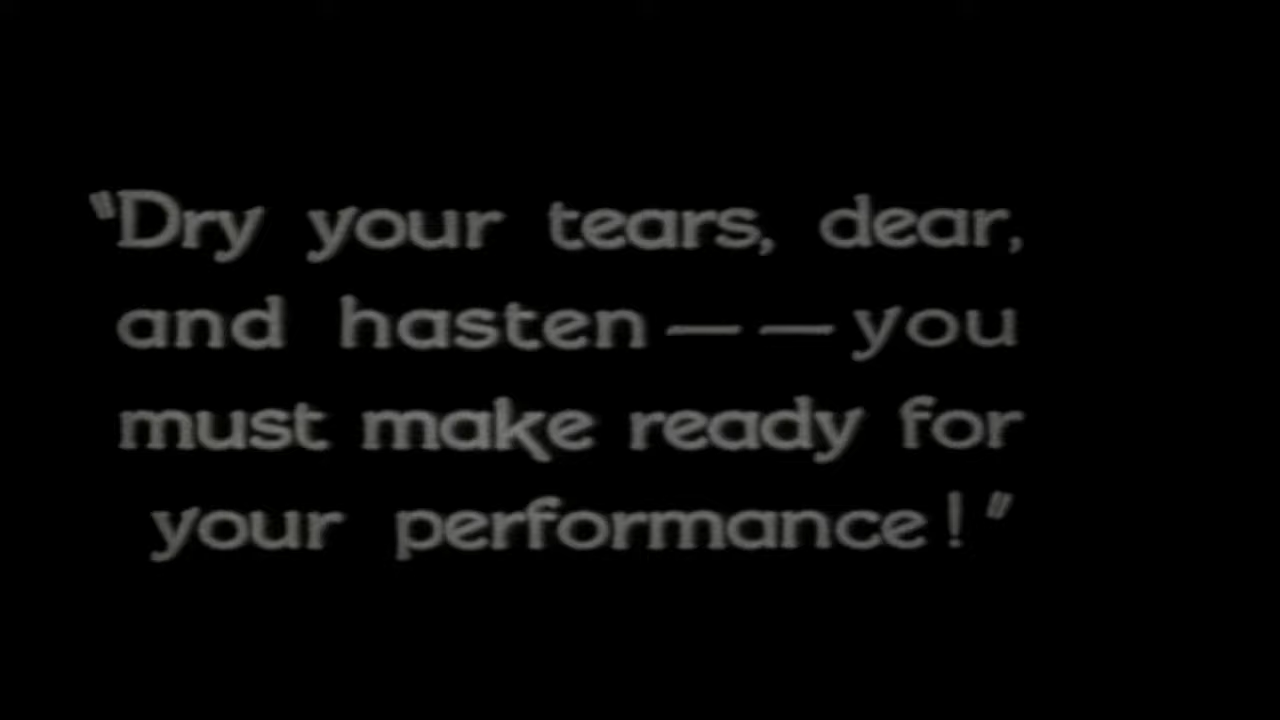 "Dry your tears, dear,
and hasten — — you
must make ready for
your performance!"